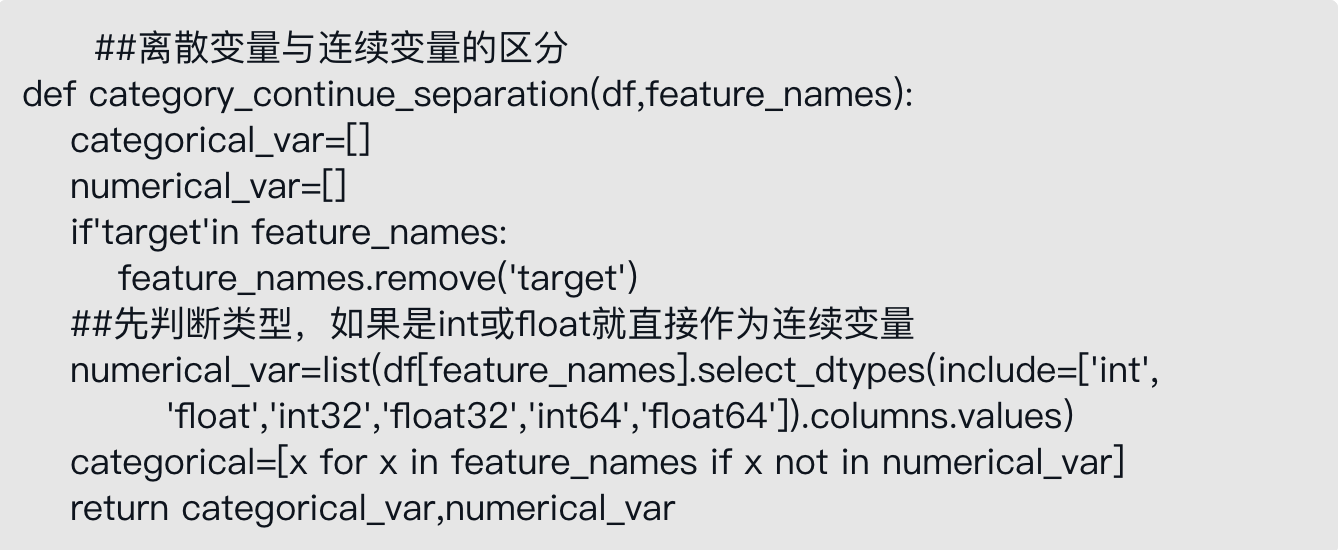 ##离散变量与连续变量的区分
def category_continue_separation(df,feature_names):
categorical_var=[]
numerical_var=[]
if'target'in feature_names:
feature_names.remove('target')
##先判断类型，如果是int或float就直接作为连续变量
numerical_var=list(df[feature_names].select_dtypes(include=['int',
'float','int32','float32','int64','float64']).columns.values)
categorical=[x for x in feature_names if x not in numerical_var]
return categorical_var,numerical_var